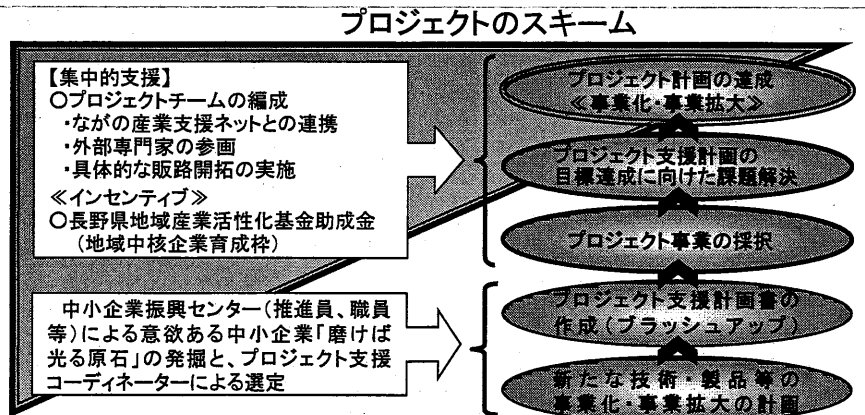 プロジェクトのスキーム
【集中的支援】
〇プロジェクトチームの編成
・ながの産業支援ネットとの連携
・外部専門家の参画
・具体的な販路開拓の実施
≪インセンティブ≫
〇長野県地域産業活性化基金助成金
(地域中核企業育成枠)
中小企業振興センター(推進員、職員
等)による意欲ある中小企業「磨けば
光る原石」の発掘と、プロジェクト支援
コーディネーターによる選定
プロジェクト計画の達成
≪事業化・事業拡大≫
プロジェクト支援計画の
目標達成に向けた課題解決
プロジェクト事業の採択
プロジェクト支援計画書の
作成(ブラッシュアップ)
新たな技術・製品等の
事業化・事業拡大の計画